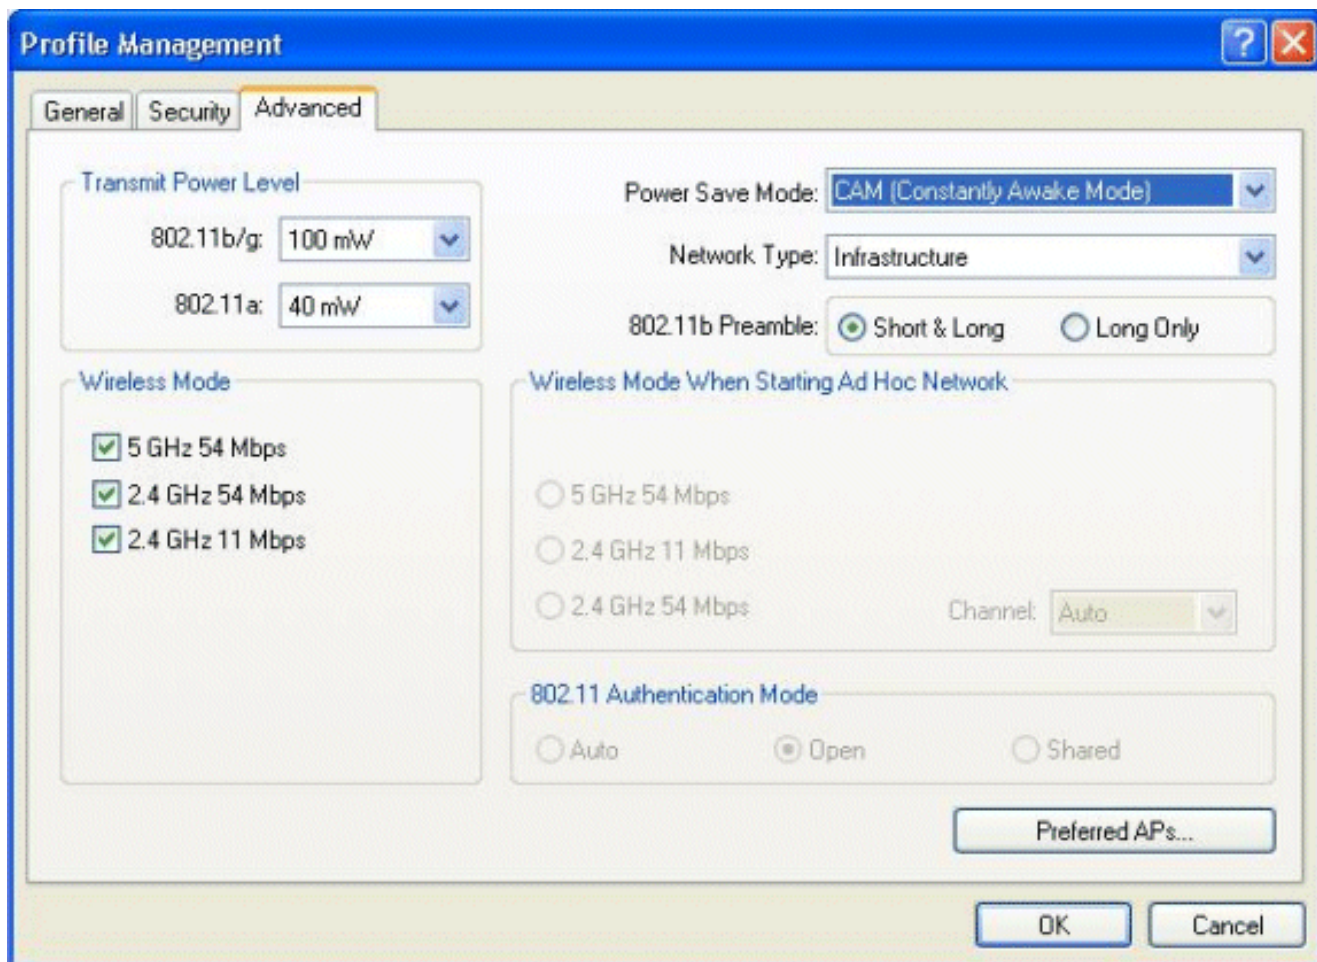 Profile Management
General Security Advanced
Transmit Power Level
802.11b/g: 100 mW
802.11a: 40 mW
Power Save Mode: CAM (Constantly Awake Mode)
Network Type: Infrastructure
802.11b Preamble: Short & Long Long Only
Wireless Mode
5 GHz 54 Mbps
2.4 GHz 54 Mbps
2.4 GHz 11 Mbps
Wireless Mode When Starting Ad Hoc Network
5 GHz 54 Mbps
2.4 GHz 11 Mbps
2.4 GHz 54 Mbps Channel: Auto
802.11 Authentication Mode
Auto Open Shared
Preferred APs...
OK Cancel